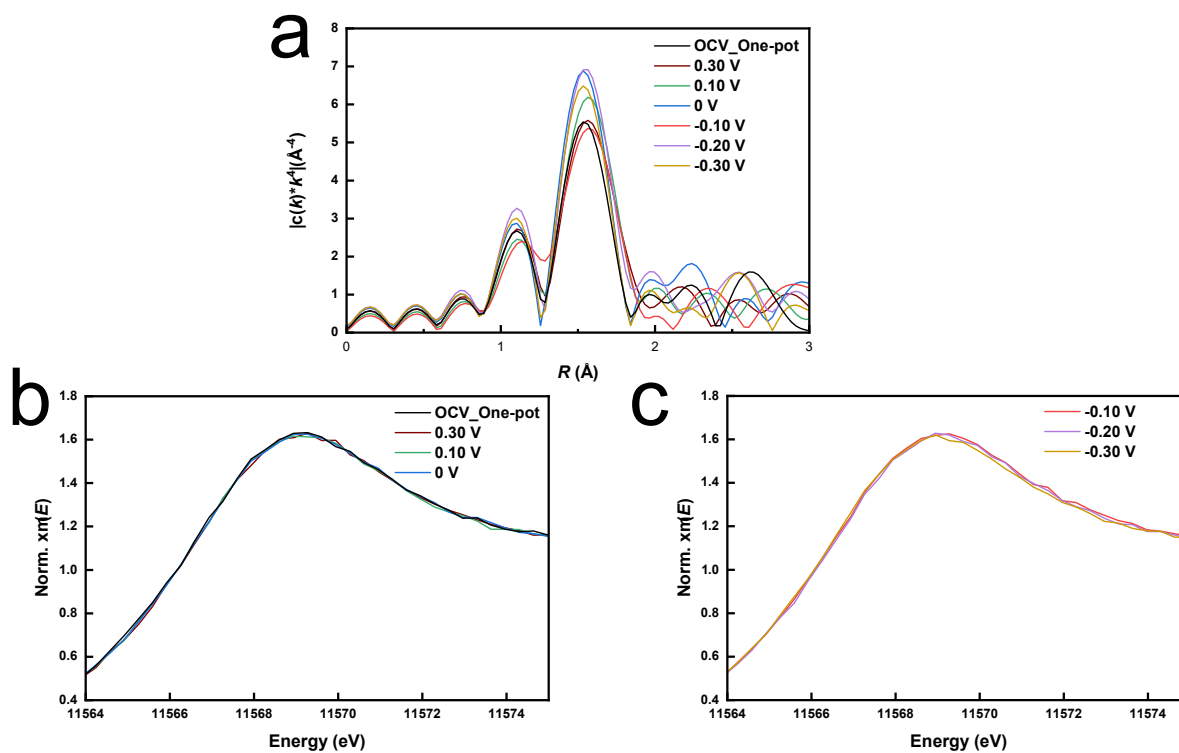 a
8
7
6
5
4
3
2
1
0
|c(k)*k⁴|(Å⁻⁴)
OCV_One-pot
0.30 V
0.10 V
0 V
-0.10 V
-0.20 V
-0.30 V
0
1
2
3
R (Å)
b
1.8
1.6
1.4
1.2
1.0
0.8
0.6
0.4
Norm. xm(E)
OCV_One-pot
0.30 V
0.10 V
0 V
11564
11566
11568
11570
11572
11574
Energy (eV)
c
1.8
1.6
1.4
1.2
1.0
0.8
0.6
0.4
Norm. xm(E)
-0.10 V
-0.20 V
-0.30 V
11564
11566
11568
11570
11572
11574
Energy (eV)